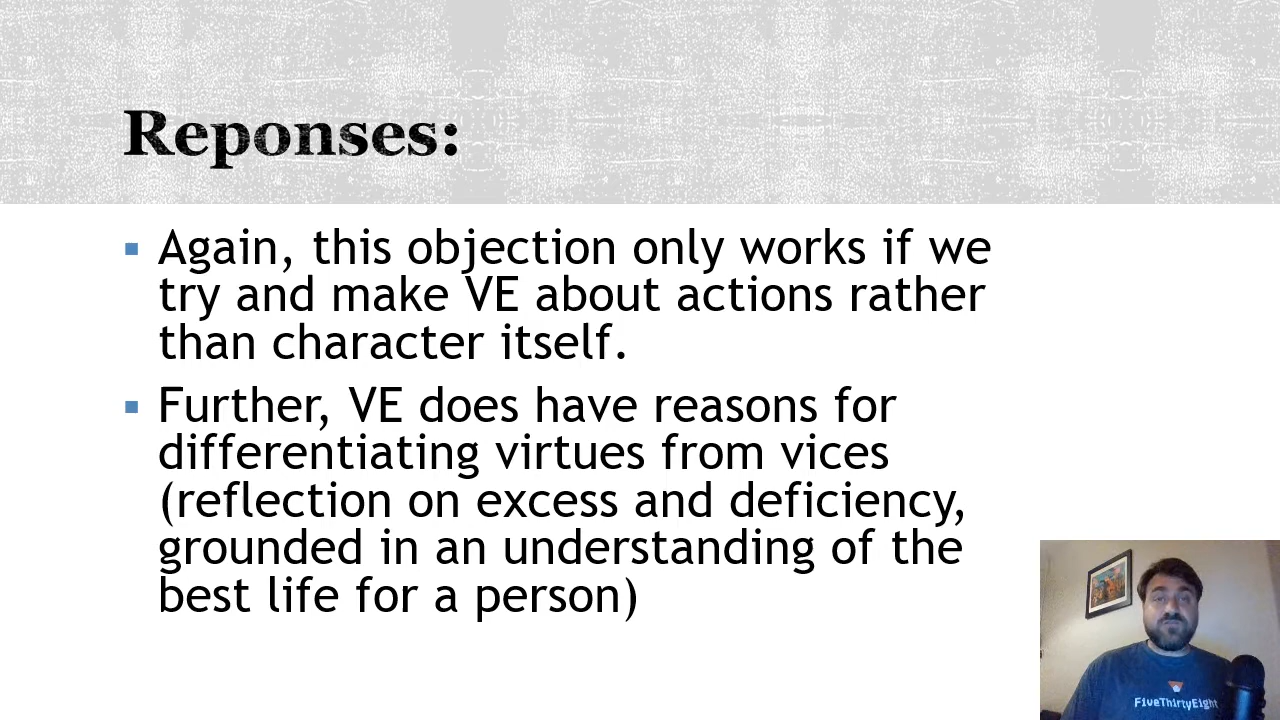 Reponses:
▪ Again, this objection only works if we
try and make VE about actions rather
than character itself.
▪ Further, VE does have reasons for
differentiating virtues from vices
(reflection on excess and deficiency,
grounded in an understanding of the
best life for a person)
FiveThirtyEight